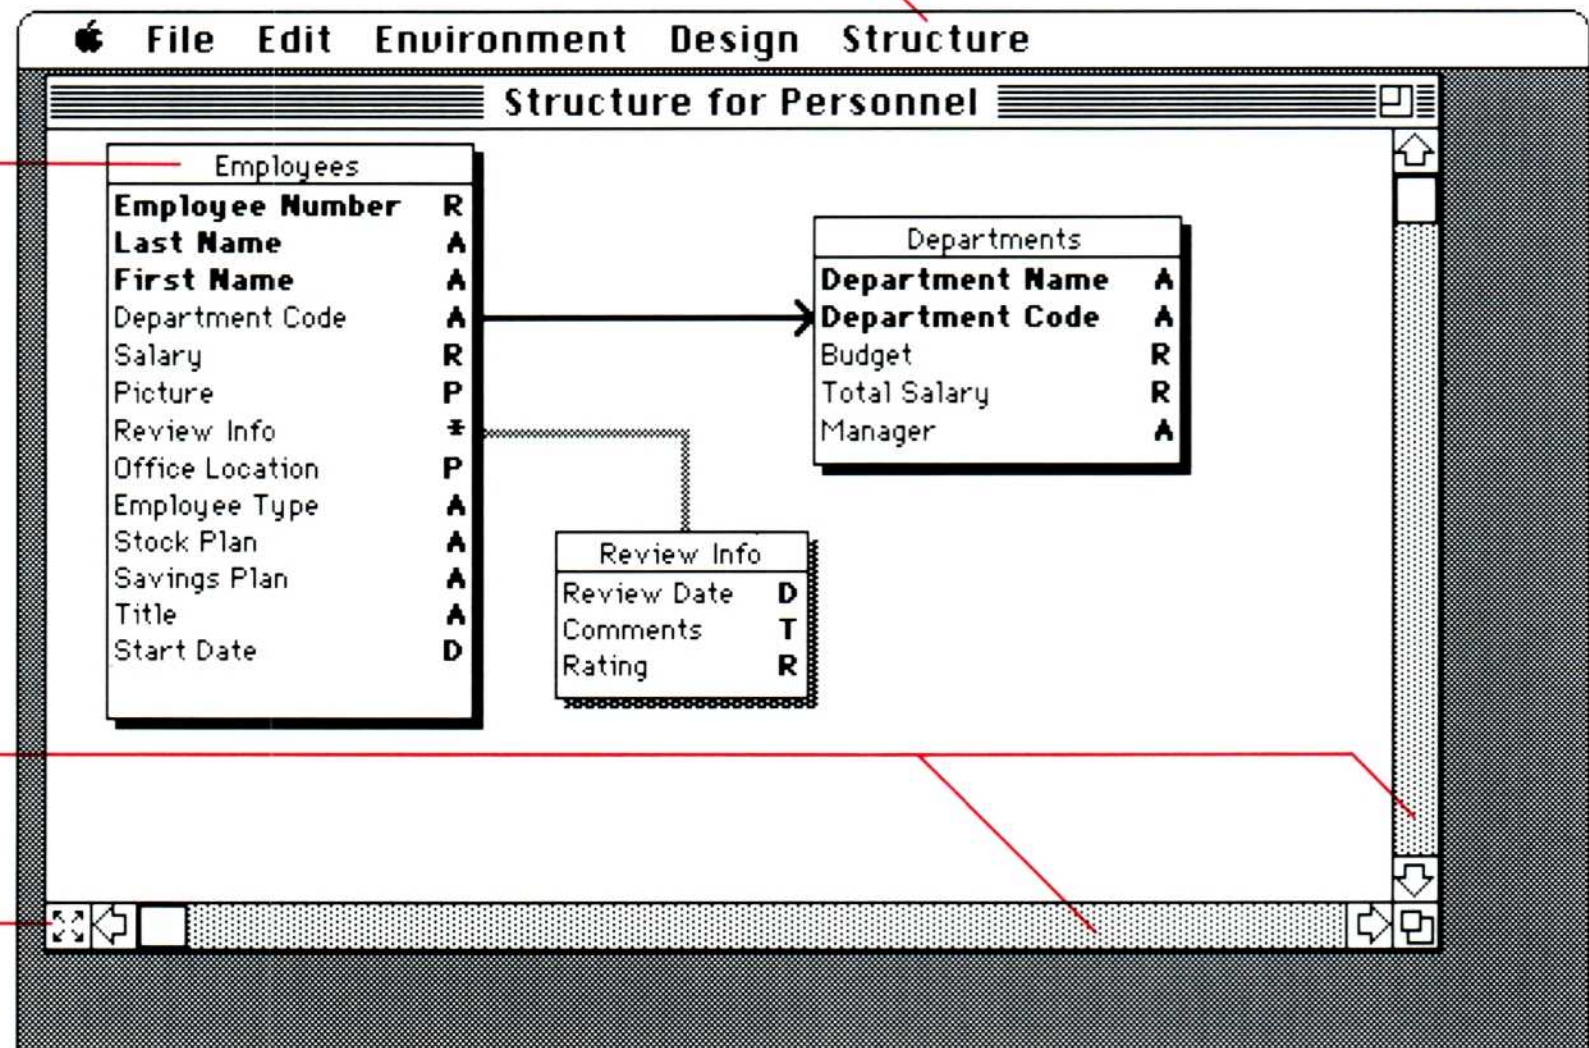 File Edit Environment Design Structure
Structure for Personnel
Employees
Employee Number R
Last Name A
First Name A
Department Code A
Salary R
Picture P
Review Info *
Office Location P
Employee Type A
Stock Plan A
Savings Plan A
Title A
Start Date D
Departments
Department Name A
Department Code A
Budget R
Total Salary R
Manager A
Review Info
Review Date D
Comments T
Rating R